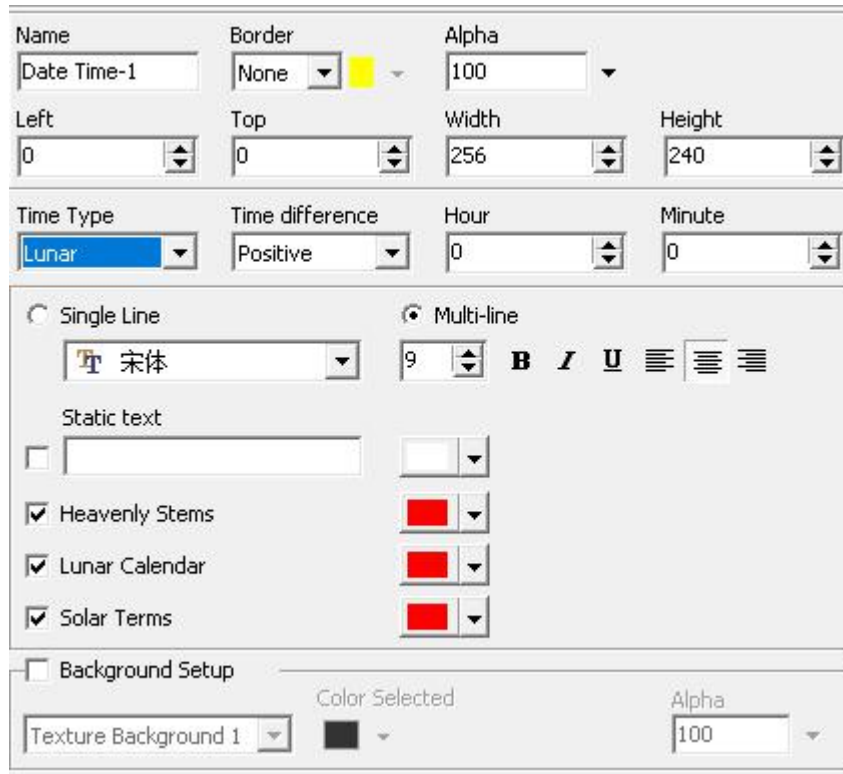 Name Border Alpha
Date Time-1 None 100
Left Top Width Height
0 0 256 240
Time Type Time difference Hour Minute
Lunar Positive 0 0
Single Line Multi-line
宋体 9 B I U
Static text
Heavenly Stems
Lunar Calendar
Solar Terms
Background Setup
Color Selected Alpha
Texture Background 1 100